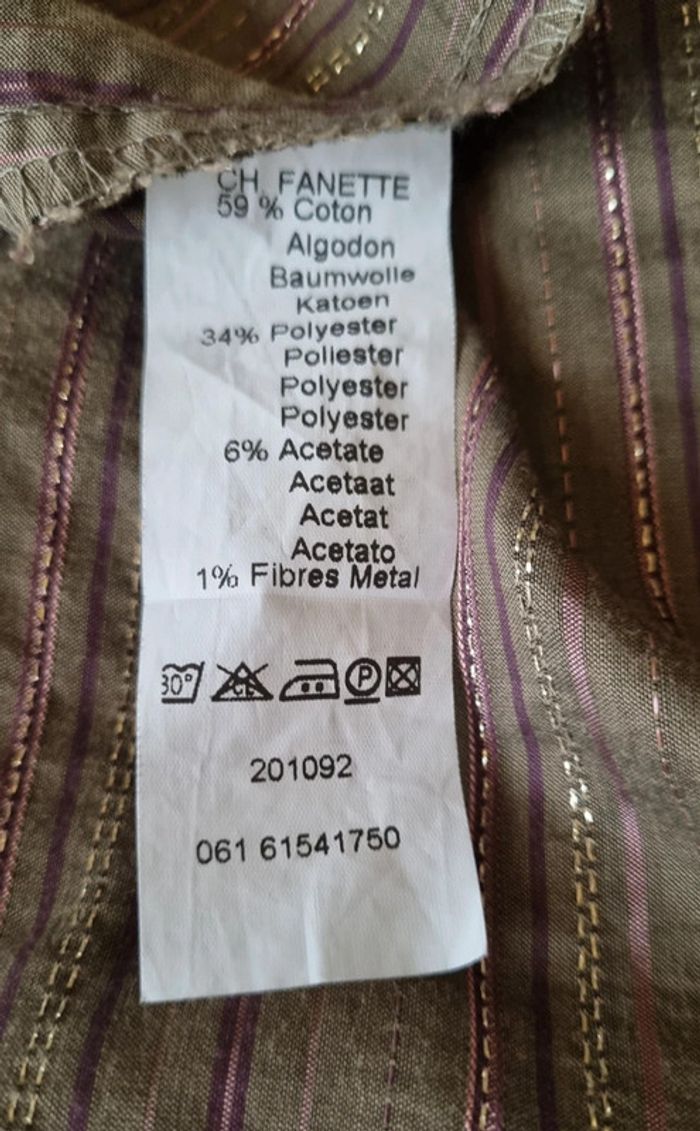 CH. FANETTE
59 % Coton
Algodon
Baumwolle
Katoen
34% Polyester
Poliester
Polyester
Polyester
6% Acetate
Acetaat
Acetat
Acetato
1% Fibres Metal
30° CL P
201092
061 61541750